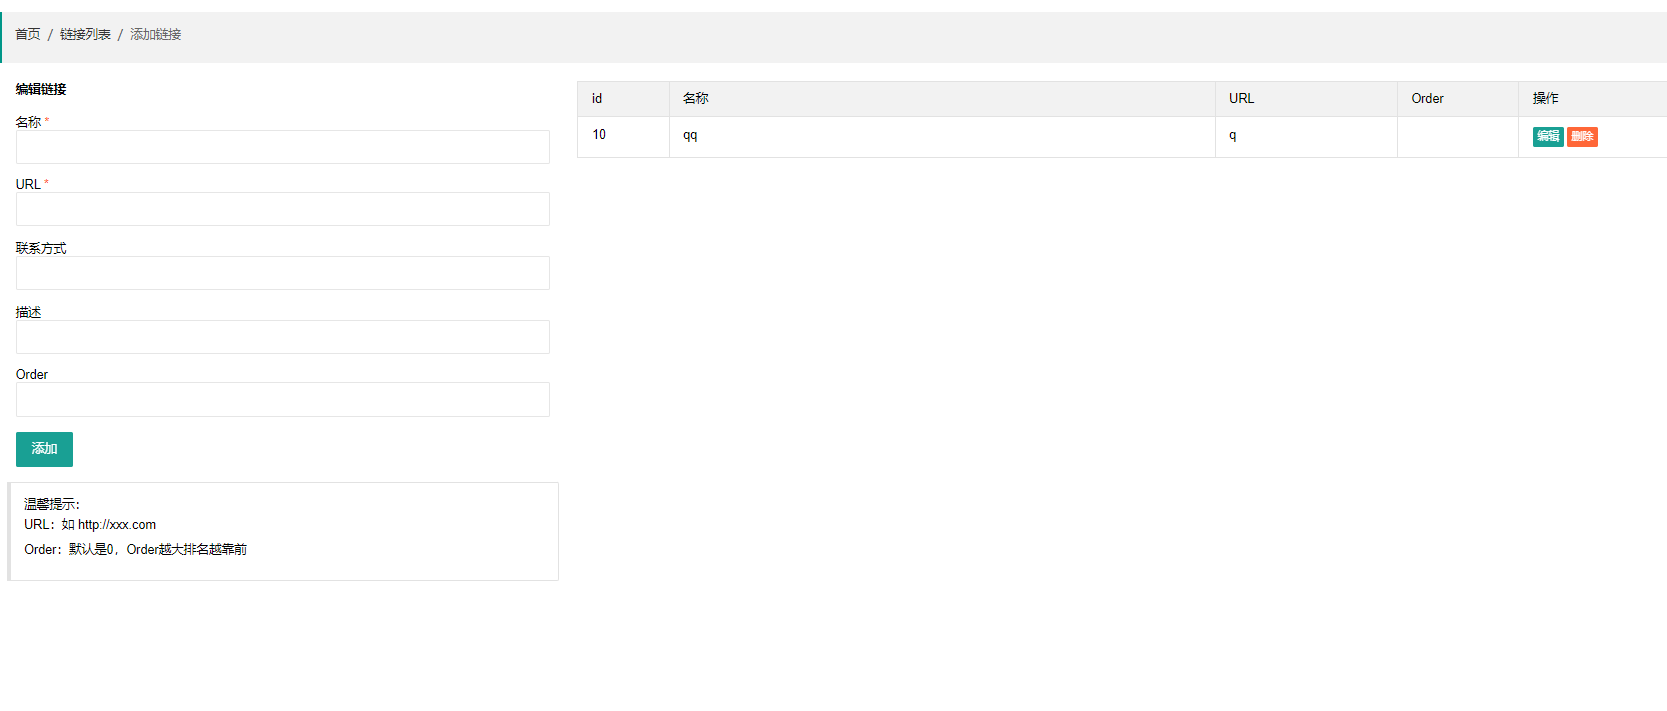 首页 / 链接列表 / 添加链接
编辑链接
名称 *
URL *
联系方式
描述
Order
添加
温馨提示：
URL：如 http://xxx.com
Order：默认是0，Order越大排名越靠前
id 名称 URL Order 操作
10 qq q 编辑 删除